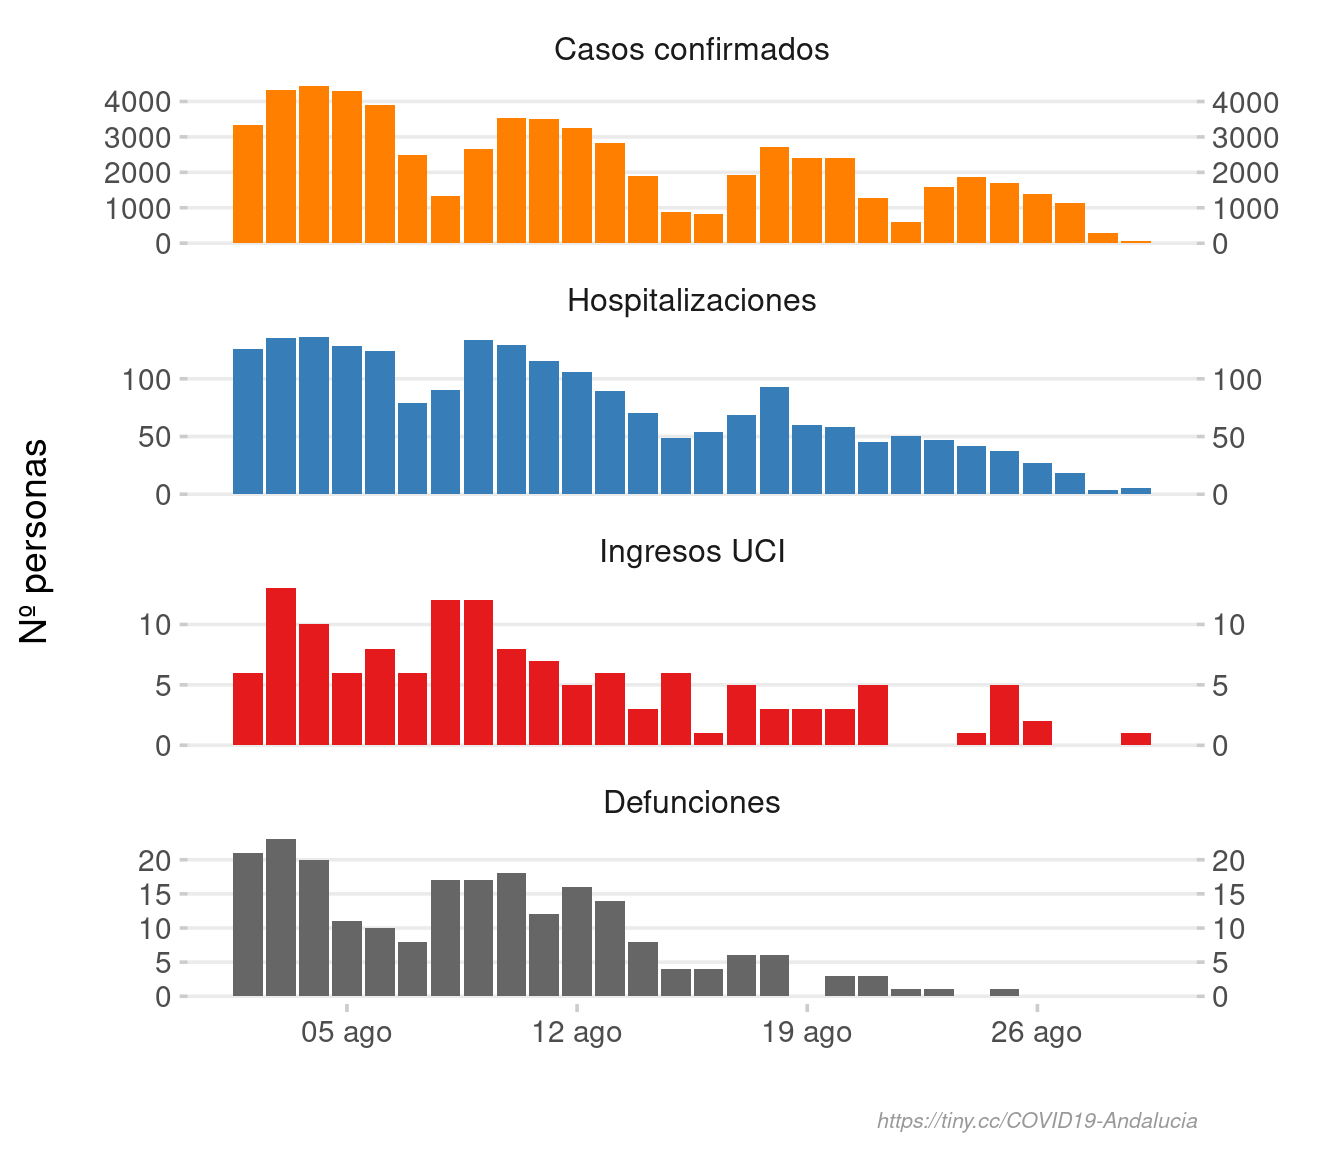 Casos confirmados
4000 4000
3000 3000
2000 2000
1000 1000
0 0
Hospitalizaciones
100 100
50 50
0 0
Nº personas
Ingresos UCI
10 10
5 5
0 0
Defunciones
20 20
15 15
10 10
5 5
0 0
05 ago 12 ago 19 ago 26 ago
https://tiny.cc/COVID19-Andalucia